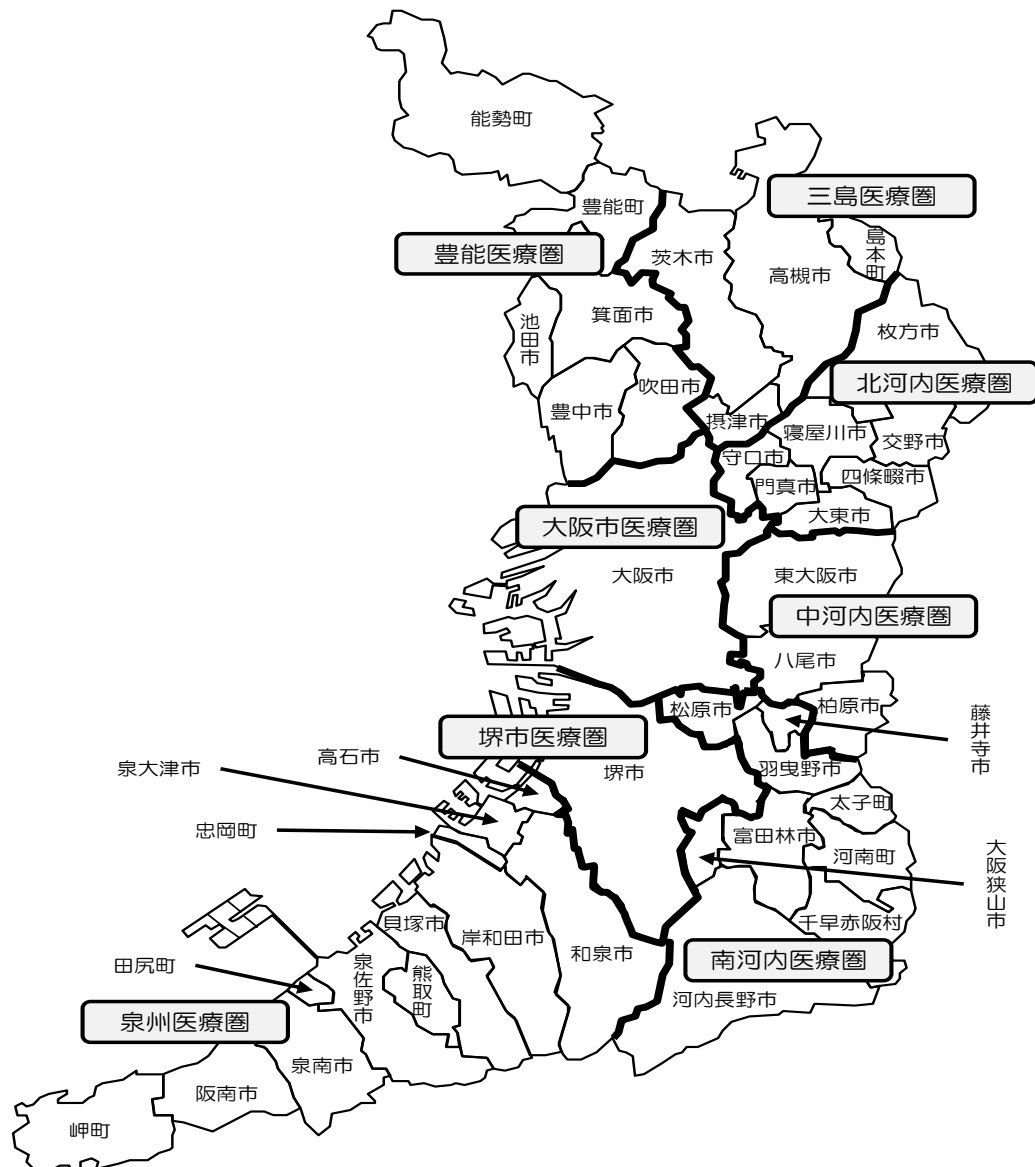 能勢町
豊能町
三島医療圏
豊能医療圏
茨木市
高槻市
島本町
箕面市
池田市
枚方市
北河内医療圏
吹田市
豊中市
摂津市
寝屋川市
交野市
守口市
門真市
四條畷市
大東市
大阪市医療圏
大阪市
東大阪市
中河内医療圏
八尾市
松原市
柏原市
藤井寺市
堺市医療圏
高石市
堺市
羽曳野市
泉大津市
太子町
忠岡町
富田林市
河南町
大阪狭山市
千早赤阪村
貝塚市
岸和田市
和泉市
南河内医療圏
田尻町
泉佐野市
熊取町
河内長野市
泉州医療圏
泉南市
阪南市
岬町